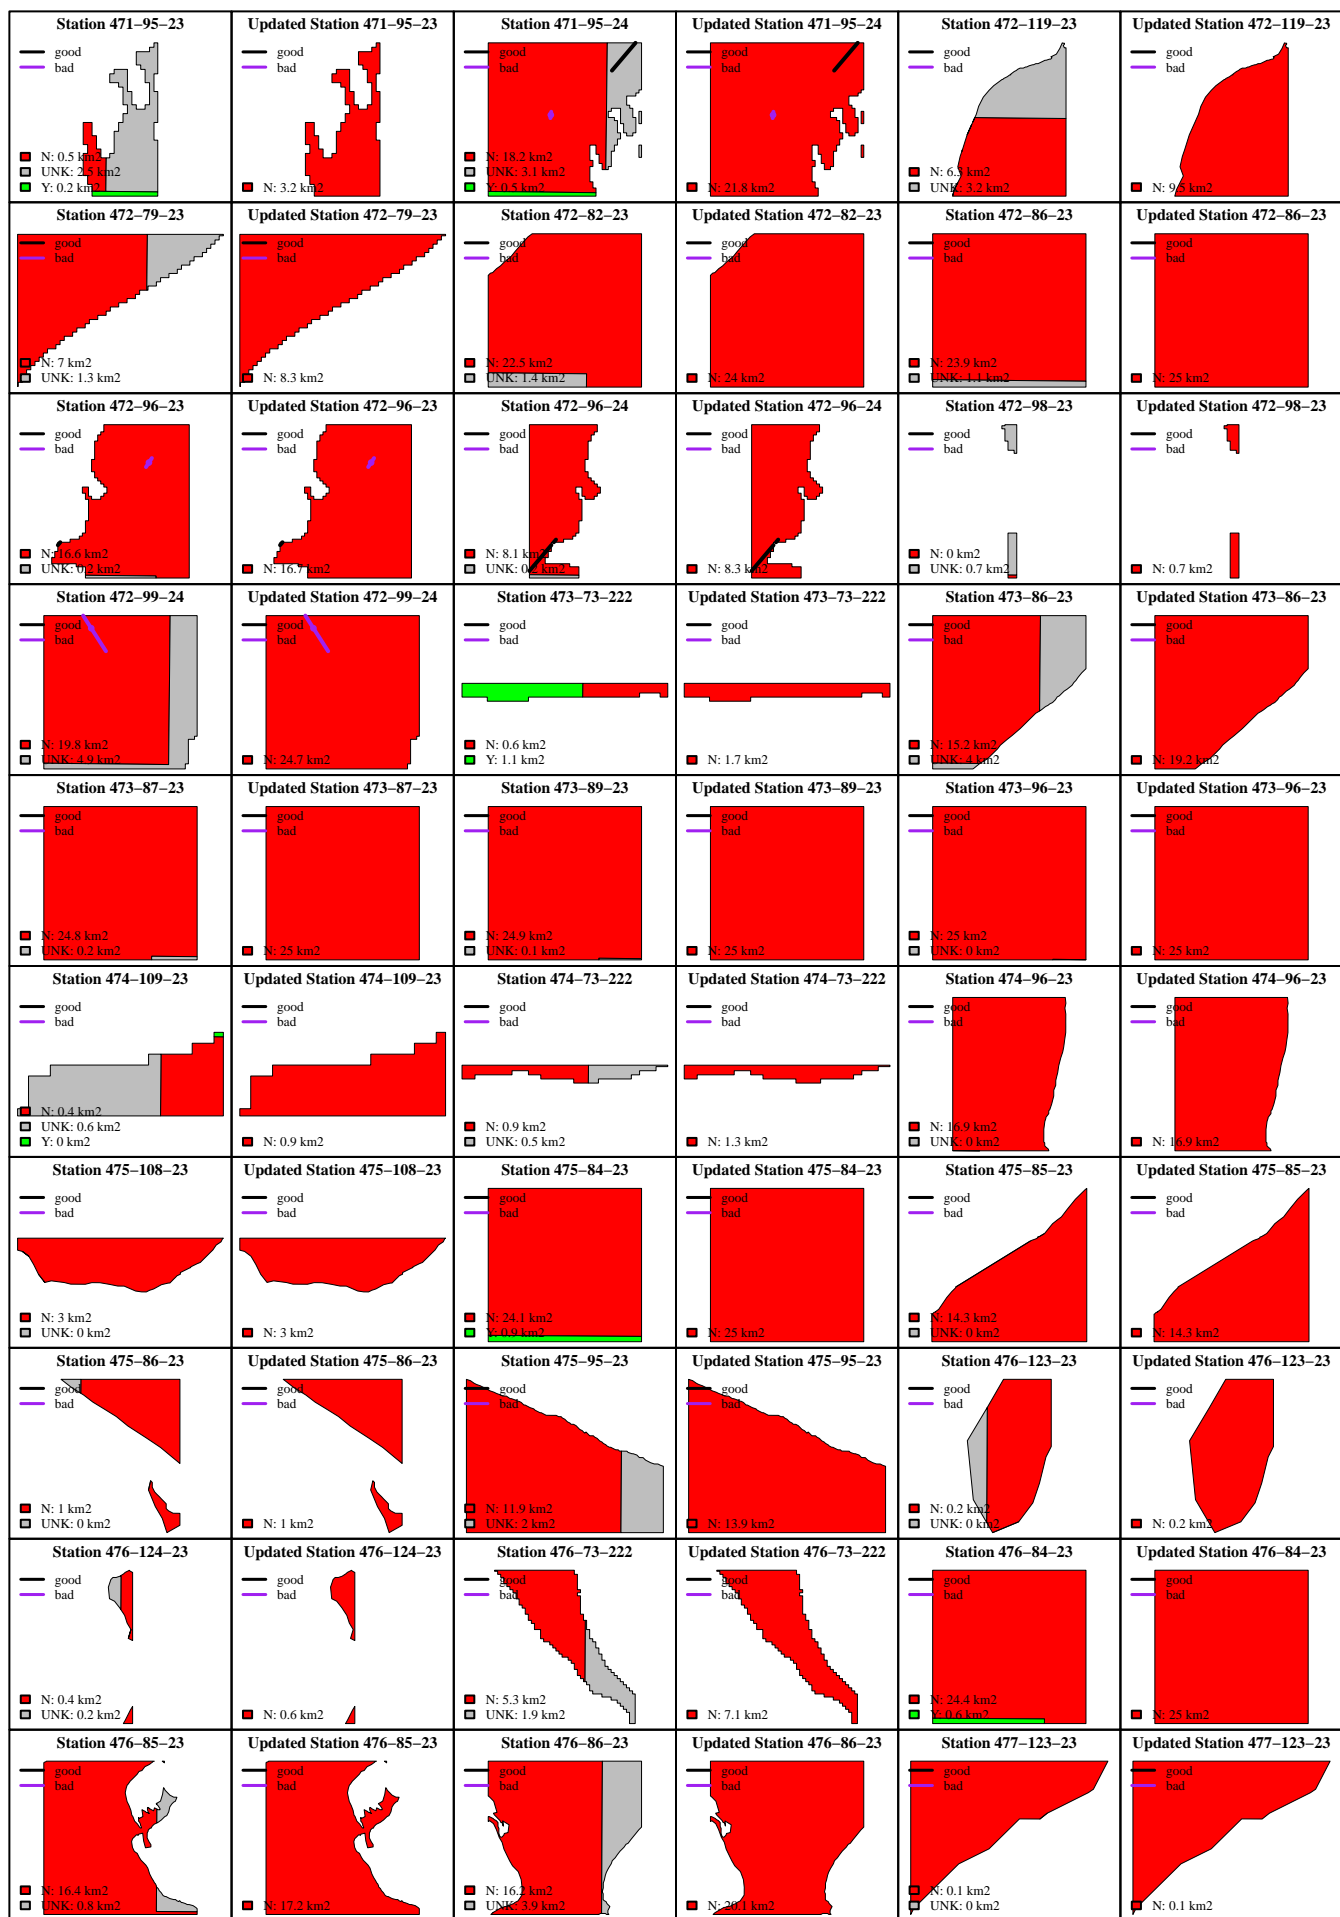 Station 471−95−23
good
bad
N: 0.5 km2
UNK: 2.5 km2
Y: 0.2 km2
Updated Station 471−95−23
good
bad
N: 3.2 km2
Station 471−95−24
good
bad
N: 18.2 km2
UNK: 3.1 km2
Y: 0.5 km2
Updated Station 471−95−24
good
bad
N: 21.8 km2
Station 472−119−23
good
bad
N: 6.3 km2
UNK: 3.2 km2
Updated Station 472−119−23
good
bad
N: 9.5 km2
Station 472−79−23
good
bad
N: 7 km2
UNK: 1.3 km2
Updated Station 472−79−23
good
bad
N: 8.3 km2
Station 472−82−23
good
bad
N: 22.5 km2
UNK: 1.4 km2
Updated Station 472−82−23
good
bad
N: 24 km2
Station 472−86−23
good
bad
N: 23.9 km2
UNK: 1.1 km2
Updated Station 472−86−23
good
bad
N: 25 km2
Station 472−96−23
good
bad
N: 16.6 km2
UNK: 0.2 km2
Updated Station 472−96−23
good
bad
N: 16.7 km2
Station 472−96−24
good
bad
N: 8.1 km2
UNK: 0.2 km2
Updated Station 472−96−24
good
bad
N: 8.3 km2
Station 472−98−23
good
bad
N: 0 km2
UNK: 0.7 km2
Updated Station 472−98−23
good
bad
N: 0.7 km2
Station 472−99−24
good
bad
N: 19.8 km2
UNK: 4.9 km2
Updated Station 472−99−24
good
bad
N: 24.7 km2
Station 473−73−222
good
bad
N: 0.6 km2
Y: 1.1 km2
Updated Station 473−73−222
good
bad
N: 1.7 km2
Station 473−86−23
good
bad
N: 15.2 km2
UNK: 4 km2
Updated Station 473−86−23
good
bad
N: 19.2 km2
Station 473−87−23
good
bad
N: 24.8 km2
UNK: 0.2 km2
Updated Station 473−87−23
good
bad
N: 25 km2
Station 473−89−23
good
bad
N: 24.9 km2
UNK: 0.1 km2
Updated Station 473−89−23
good
bad
N: 25 km2
Station 473−96−23
good
bad
N: 25 km2
UNK: 0 km2
Updated Station 473−96−23
good
bad
N: 25 km2
Station 474−109−23
good
bad
N: 0.4 km2
UNK: 0.6 km2
Y: 0 km2
Updated Station 474−109−23
good
bad
N: 0.9 km2
Station 474−73−222
good
bad
N: 0.9 km2
UNK: 0.5 km2
Updated Station 474−73−222
good
bad
N: 1.3 km2
Station 474−96−23
good
bad
N: 16.9 km2
UNK: 0 km2
Updated Station 474−96−23
good
bad
N: 16.9 km2
Station 475−108−23
good
bad
N: 3 km2
UNK: 0 km2
Updated Station 475−108−23
good
bad
N: 3 km2
Station 475−84−23
good
bad
N: 24.1 km2
Y: 0.9 km2
Updated Station 475−84−23
good
bad
N: 25 km2
Station 475−85−23
good
bad
N: 14.3 km2
UNK: 0 km2
Updated Station 475−85−23
good
bad
N: 14.3 km2
Station 475−86−23
good
bad
N: 1 km2
UNK: 0 km2
Updated Station 475−86−23
good
bad
N: 1 km2
Station 475−95−23
good
bad
N: 11.9 km2
UNK: 2 km2
Updated Station 475−95−23
good
bad
N: 13.9 km2
Station 476−123−23
good
bad
N: 0.2 km2
UNK: 0 km2
Updated Station 476−123−23
good
bad
N: 0.2 km2
Station 476−124−23
good
bad
N: 0.4 km2
UNK: 0.2 km2
Updated Station 476−124−23
good
bad
N: 0.6 km2
Station 476−73−222
good
bad
N: 5.3 km2
UNK: 1.9 km2
Updated Station 476−73−222
good
bad
N: 7.1 km2
Station 476−84−23
good
bad
N: 24.4 km2
Y: 0.6 km2
Updated Station 476−84−23
good
bad
N: 25 km2
Station 476−85−23
good
bad
N: 16.4 km2
UNK: 0.8 km2
Updated Station 476−85−23
good
bad
N: 17.2 km2
Station 476−86−23
good
bad
N: 16.2 km2
UNK: 3.9 km2
Updated Station 476−86−23
good
bad
N: 20.1 km2
Station 477−123−23
good
bad
N: 0.1 km2
UNK: 0 km2
Updated Station 477−123−23
good
bad
N: 0.1 km2